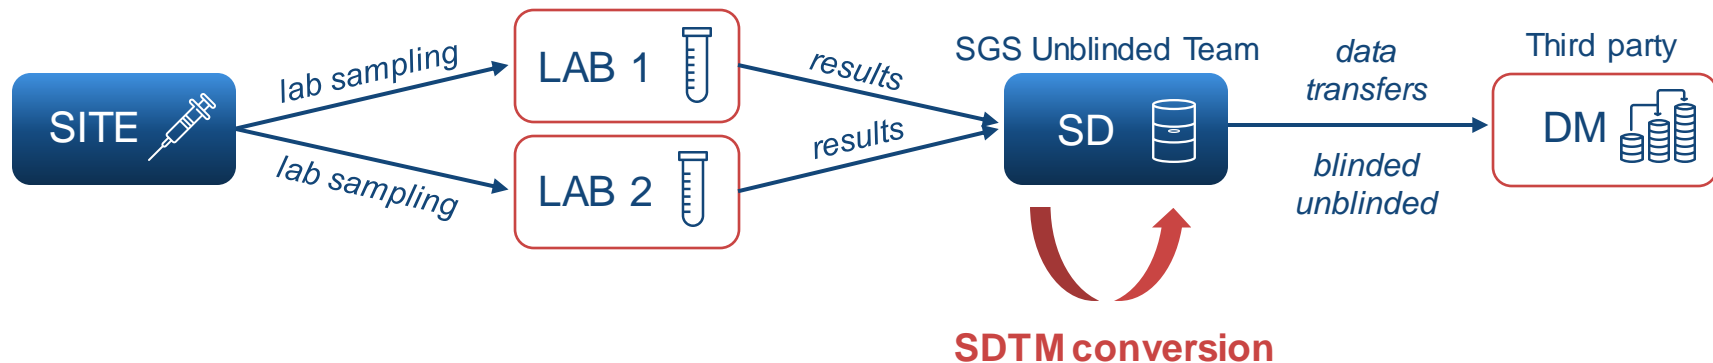 SITE
lab sampling
lab sampling
LAB 1
LAB 2
results
results
SGS Unblinded Team
SD
SDTM conversion
data
transfers
blinded
unblinded
Third party
DM